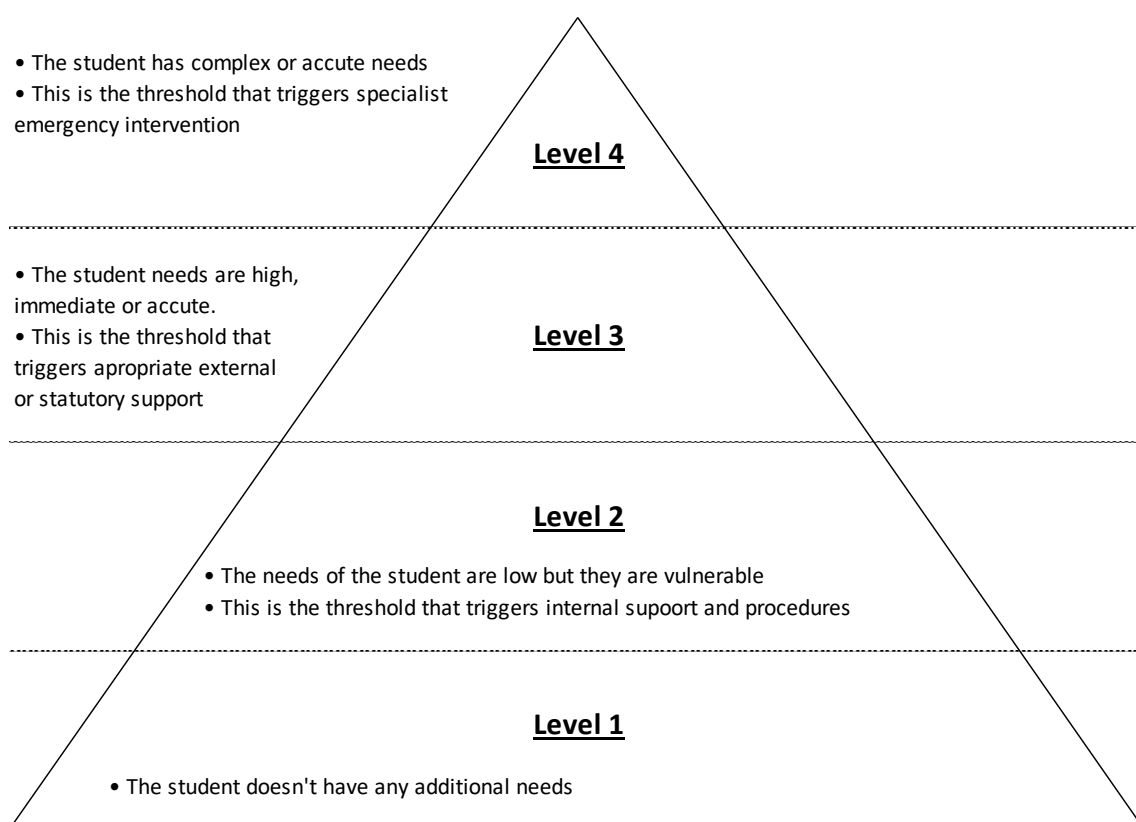 • The student has complex or accute needs
• This is the threshold that triggers specialist
emergency intervention
Level 4
• The student needs are high,
immediate or accute.
• This is the threshold that
triggers apropriate external
or statutory support
Level 3
Level 2
• The needs of the student are low but they are vulnerable
• This is the threshold that triggers internal supoort and procedures
Level 1
• The student doesn't have any additional needs